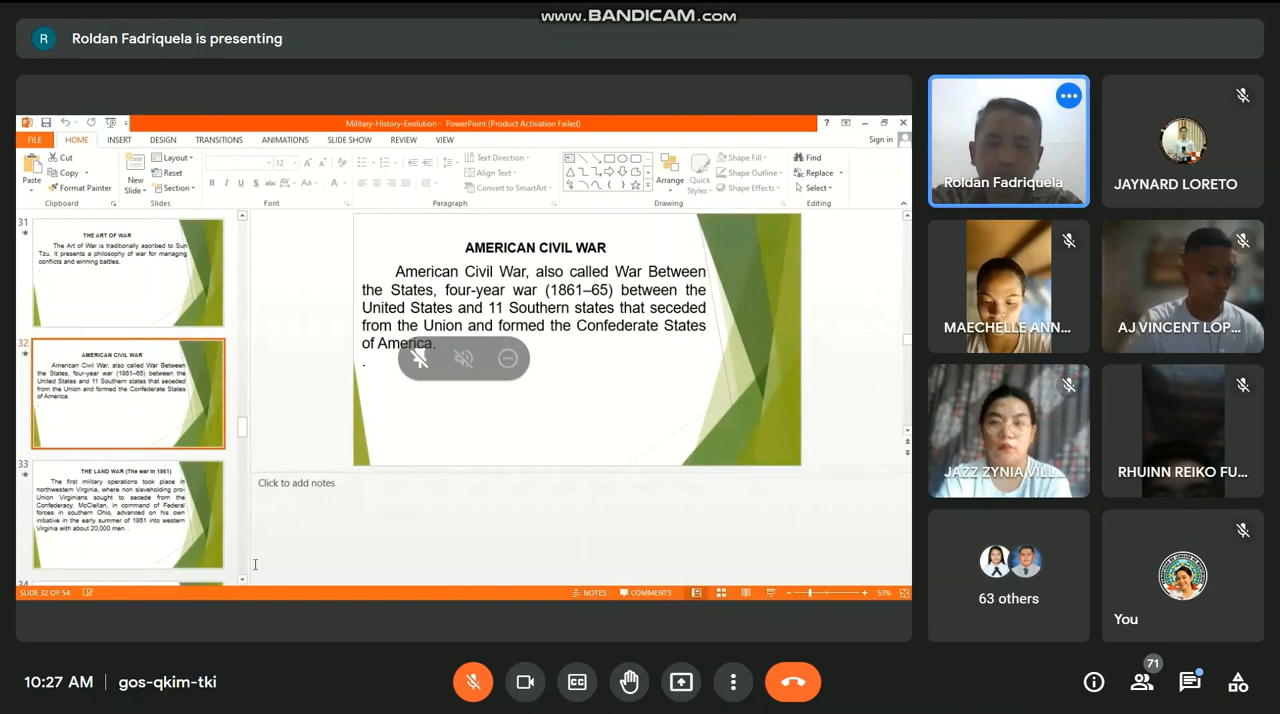 www.BANDICAM.com
R
Roldan Fadriquela is presenting
Military-History-Evolution-- PowerPoint (Product Activation Failed)
FILE HOME INSERT DESIGN TRANSITIONS ANIMATIONS SLIDE SHOW REVIEW VIEW
Sign in
Paste
Cut
Copy
Format Painter
Clipboard
New Slide
Layout
Reset
Section
Slides
12
Font
Text Direction
Align Text
Convert to SmartArt
Paragraph
Arrange
Quick Styles
Shape Fill
Shape Outline
Shape Effects
Drawing
Find
Replace
Select
Editing
31
THE ART OF WAR
The Art of War is traditionally ascribed to Sun
Tzu. It presents a philosophy of war for managing
conflicts and winning battles.
32
AMERICAN CIVIL WAR
American Civil War, also called War Between
the States, four-year war (1861–65) between the
United States and 11 Southern states that seceded
from the Union and formed the Confederate States
of America.
33
THE LAND WAR (The war in 1861)
The first military operations took place in
northwestern Virginia, where non slaveholding pro-
Union Virginians sought to secede from the
Confederacy. McClellan, in command of Federal
forces in southern Ohio, advanced on his own
initiative in the early summer of 1861 into western
Virginia with about 20,000 men. .
AMERICAN CIVIL WAR
American Civil War, also called War Between
the States, four-year war (1861–65) between the
United States and 11 Southern states that seceded
from the Union and formed the Confederate States
of America.
.
Click to add notes
SLIDE 32 OF 54
NOTES
COMMENTS
53%
Roldan Fadriquela
JAYNARD LORETO
MAECHELLE ANN...
AJ VINCENT LOP...
JAZZ ZYNIA VILL...
RHUINN REIKO FU...
63 others
You
10:27 AM | gos-qkim-tki
71